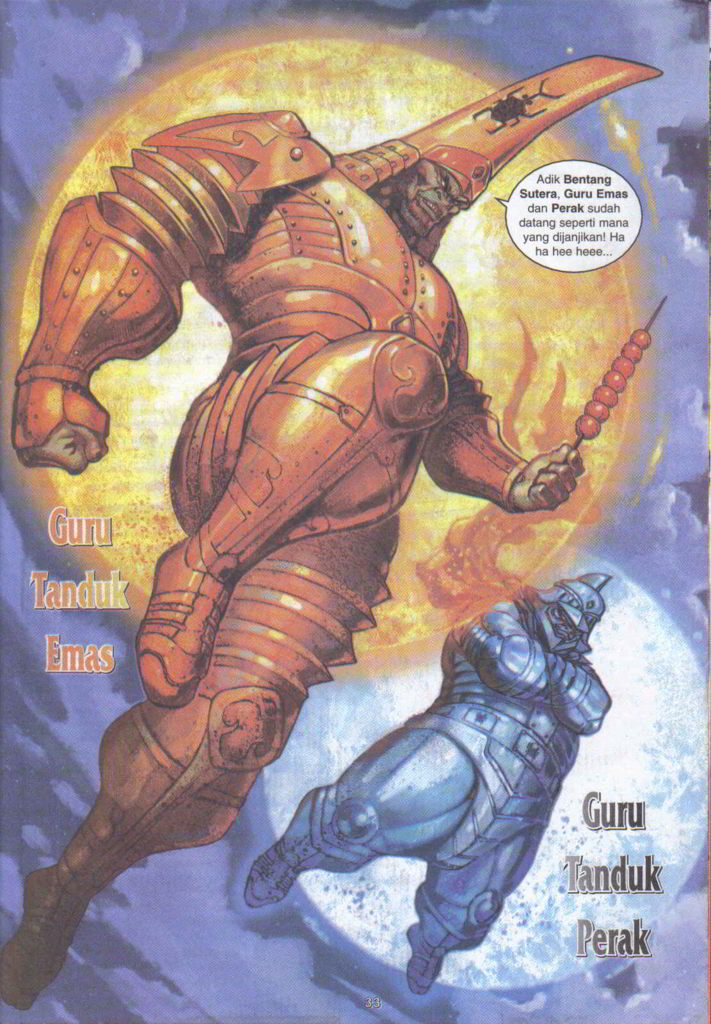 Adik Bentang
Sutera, Guru Emas
dan Perak sudah
datang seperti mana
yang dijanjikan! Ha
ha hee heee...
Guru
Tanduk
Emas
Guru
Tanduk
Perak
33